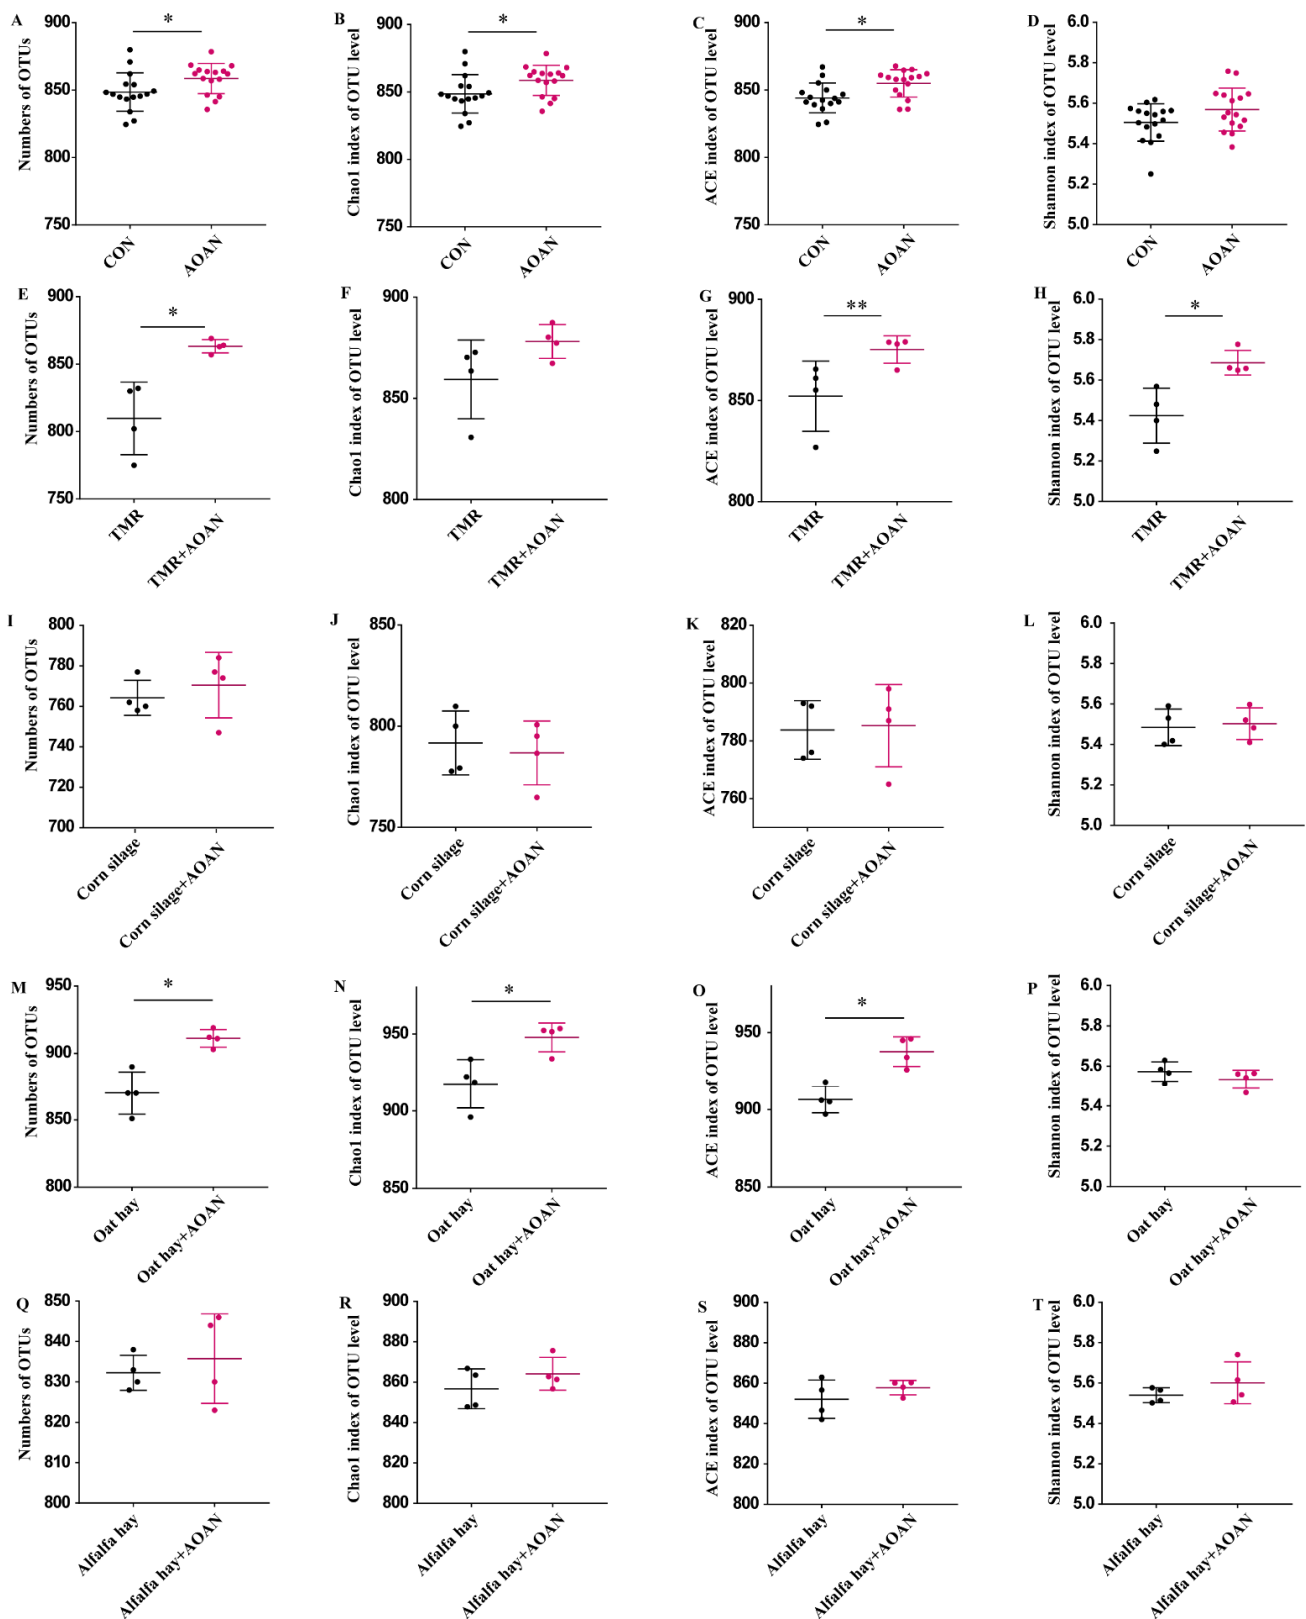 A
Numbers of OTUs
900
850
800
750
*
CON
AOAN
B
Chao1 index of OTU level
900
850
800
750
*
CON
AOAN
C
ACE index of OTU level
900
850
800
750
*
CON
AOAN
D
Shannon index of OTU level
6.0
5.8
5.6
5.4
5.2
5.0
CON
AOAN
E
Numbers of OTUs
900
850
800
750
*
TMR
TMR+AOAN
F
Chao1 index of OTU level
900
850
800
TMR
TMR+AOAN
G
ACE index of OTU level
900
850
800
**
TMR
TMR+AOAN
H
Shannon index of OTU level
6.0
5.8
5.6
5.4
5.2
5.0
*
TMR
TMR+AOAN
I
Numbers of OTUs
800
780
760
740
720
700
Corn silage
Corn silage+AOAN
J
Chao1 index of OTU level
850
800
750
Corn silage
Corn silage+AOAN
K
ACE index of OTU level
820
800
780
760
Corn silage
Corn silage+AOAN
L
Shannon index of OTU level
6.0
5.8
5.6
5.4
5.2
5.0
Corn silage
Corn silage+AOAN
M
Numbers of OTUs
950
900
850
800
*
Oat hay
Oat hay+AOAN
N
Chao1 index of OTU level
950
900
850
*
Oat hay
Oat hay+AOAN
O
ACE index of OTU level
950
900
850
*
Oat hay
Oat hay+AOAN
P
Shannon index of OTU level
6.0
5.8
5.6
5.4
5.2
5.0
Oat hay
Oat hay+AOAN
Q
Numbers of OTUs
850
840
830
820
810
800
Alfalfa hay
Alfalfa hay+AOAN
R
Chao1 index of OTU level
900
880
860
840
820
800
Alfalfa hay
Alfalfa hay+AOAN
S
ACE index of OTU level
900
880
860
840
820
800
Alfalfa hay
Alfalfa hay+AOAN
T
Shannon index of OTU level
6.0
5.8
5.6
5.4
5.2
5.0
Alfalfa hay
Alfalfa hay+AOAN